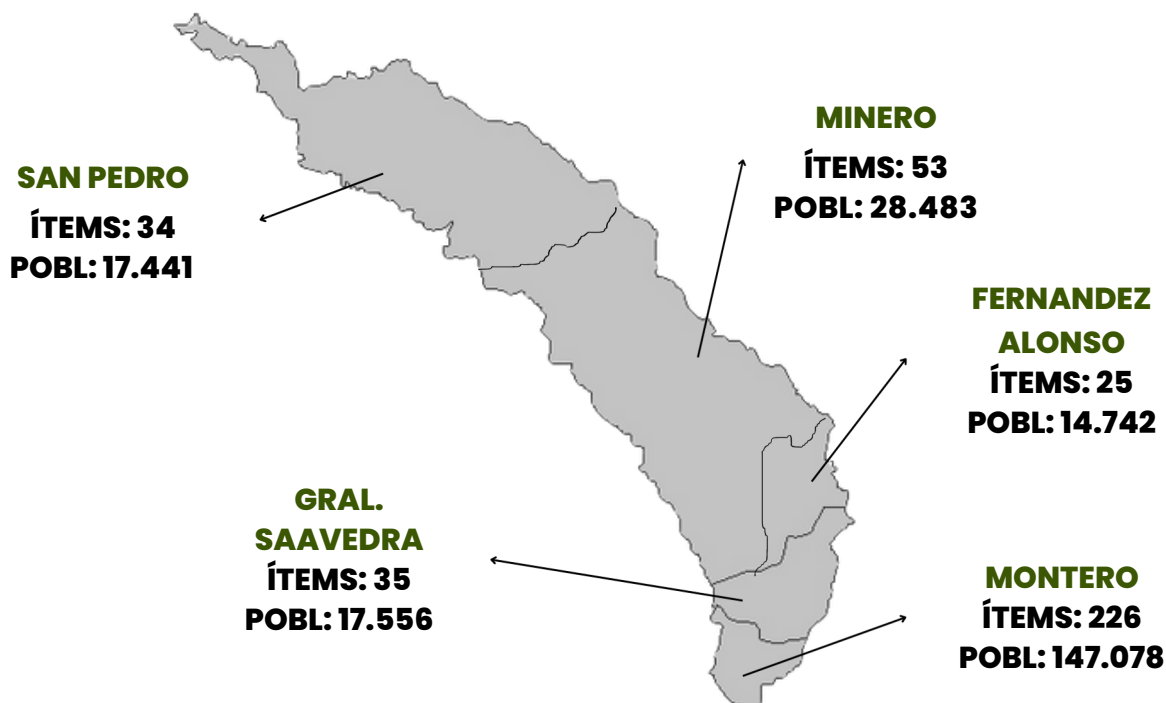 SAN PEDRO
ÍTEMS: 34
POBL: 17.441
MINERO
ÍTEMS: 53
POBL: 28.483
FERNANDEZ
ALONSO
ÍTEMS: 25
POBL: 14.742
GRAL.
SAAVEDRA
ÍTEMS: 35
POBL: 17.556
MONTERO
ÍTEMS: 226
POBL: 147.078